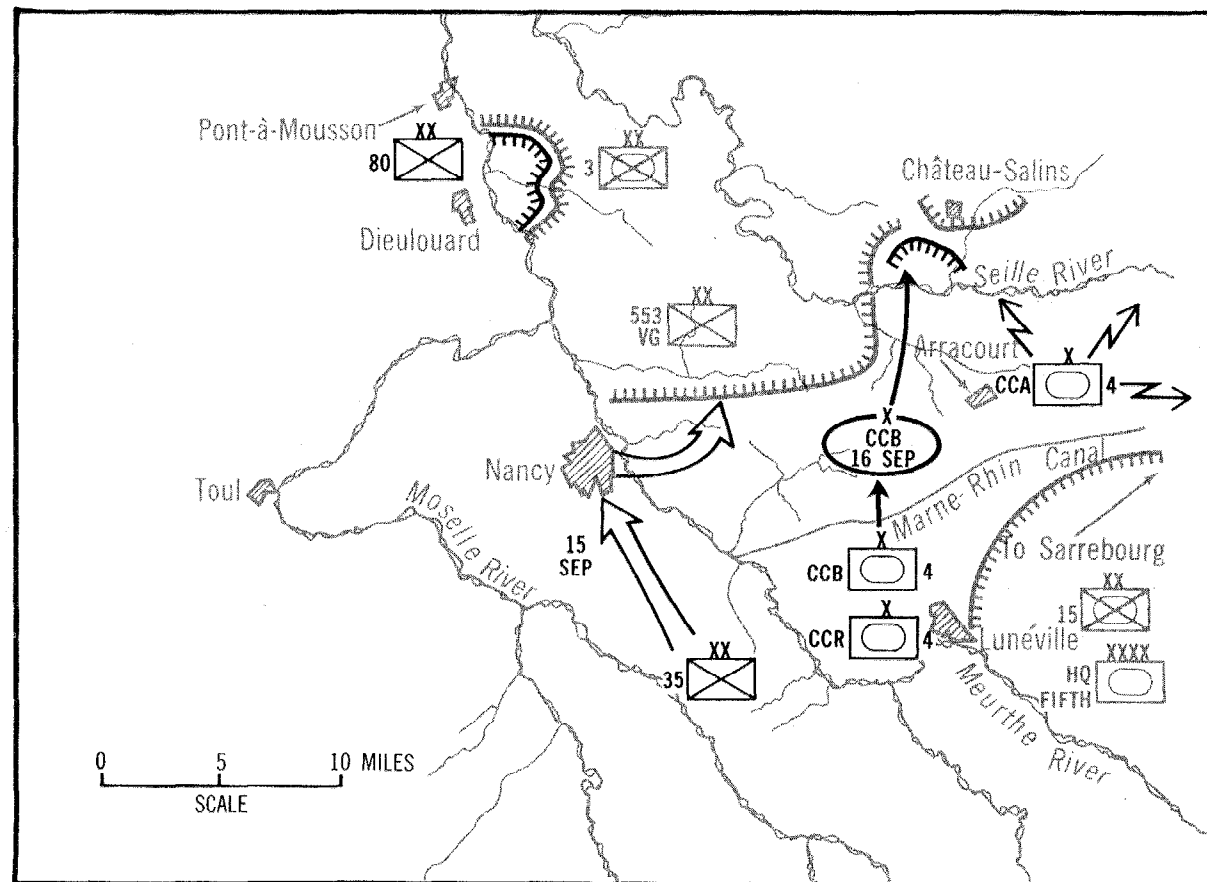 Pont-à-Mousson
XX
80
XX
3
Château-Salins
Dieulouard
Seille River
XX
553
VG
Arracourt
X
CCA
4
X
CCB
16 SEP
Nancy
Toul
Moselle River
Marne-Rhin Canal
15
SEP
To Sarrebourg
X
CCB
4
XX
15
X
CCR
4
Lunéville
XX
35
XXXX
HQ
FIFTH
Meurthe River
0 5 10 MILES
SCALE